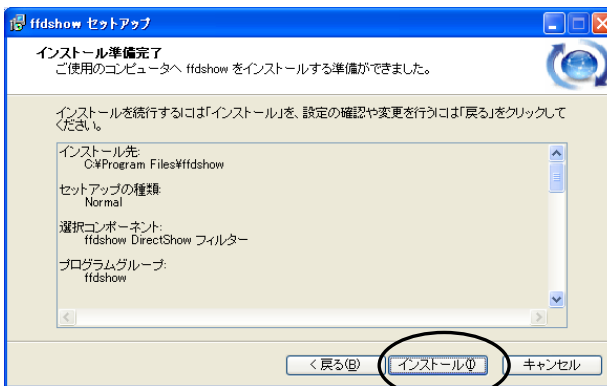 ffdshow セットアップ
インストール準備完了
ご使用のコンピュータへ ffdshow をインストールする準備ができました。
インストールを続行するには「インストール」を、設定の確認や変更を行うには「戻る」をクリックして
ください。
インストール先:
C:¥Program Files¥ffdshow
セットアップの種類:
Normal
選択コンポーネント:
ffdshow DirectShow フィルター
プログラムグループ:
ffdshow
< 戻る(B)
インストール(I)
キャンセル